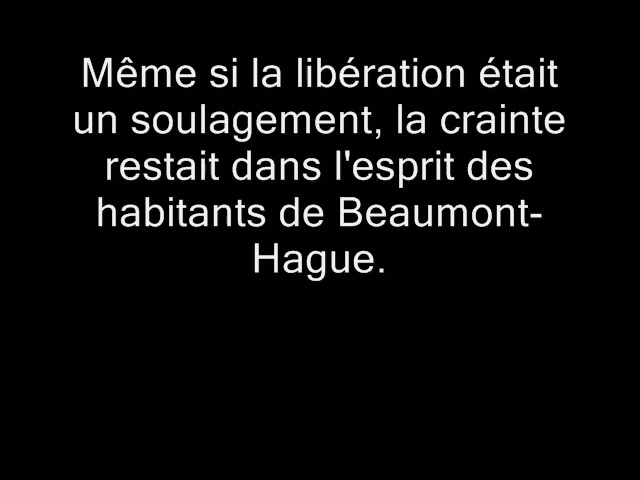 Même si la libération était
un soulagement, la crainte
restait dans l'esprit des
habitants de Beaumont-
Hague.